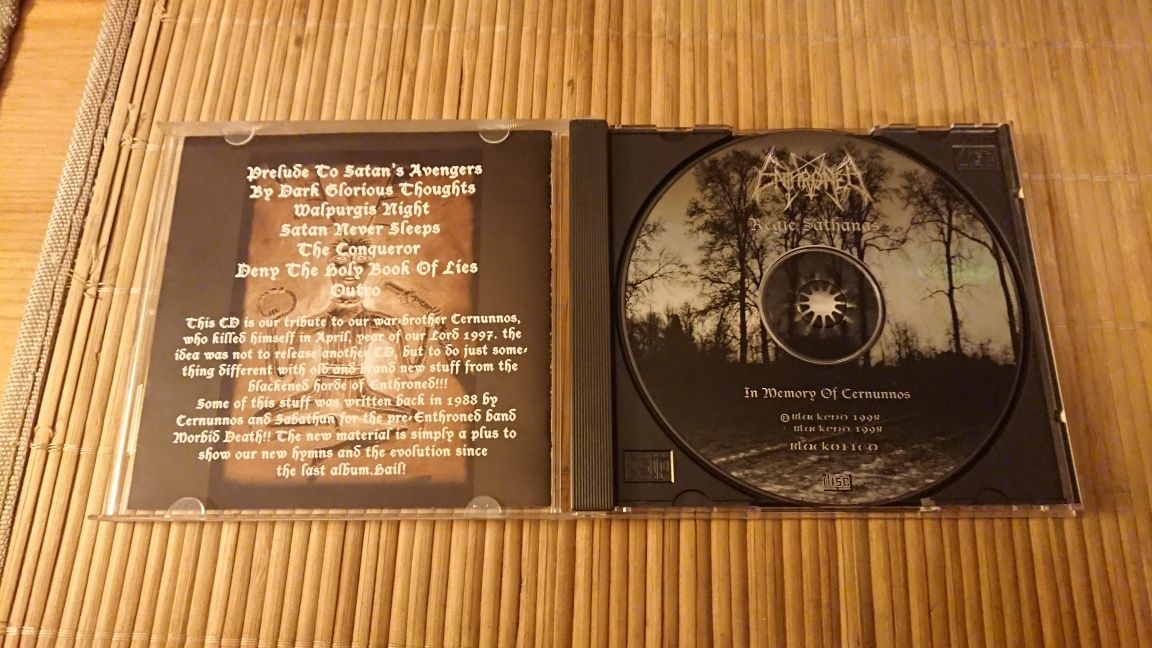 Prelude To Satan's Avengers
By Dark Glorious Thoughts
Walpurgis Night
Satan Never Sleeps
The Conqueror
Deny The Holy Book Of Lies
Outro
This CD is our tribute to our war-brother Cernunnos,
who killed himself in April, year of our Lord 1997. the
idea was not to release another CD, but to do just some-
thing different with old and brand new stuff from the
blackened horde of Enthroned!!!
Some of this stuff was written back in 1988 by
Cernunnos and Sabathan for the pre-Enthroned band
Morbid Death!! The new material is simply a plus to
show our new hymns and the evolution since
the last album.Hail!
Enthroned
Regie Sathanas
In Memory Of Cernunnos
Blackend 1998
Blackend 1998
Black011CD
disc